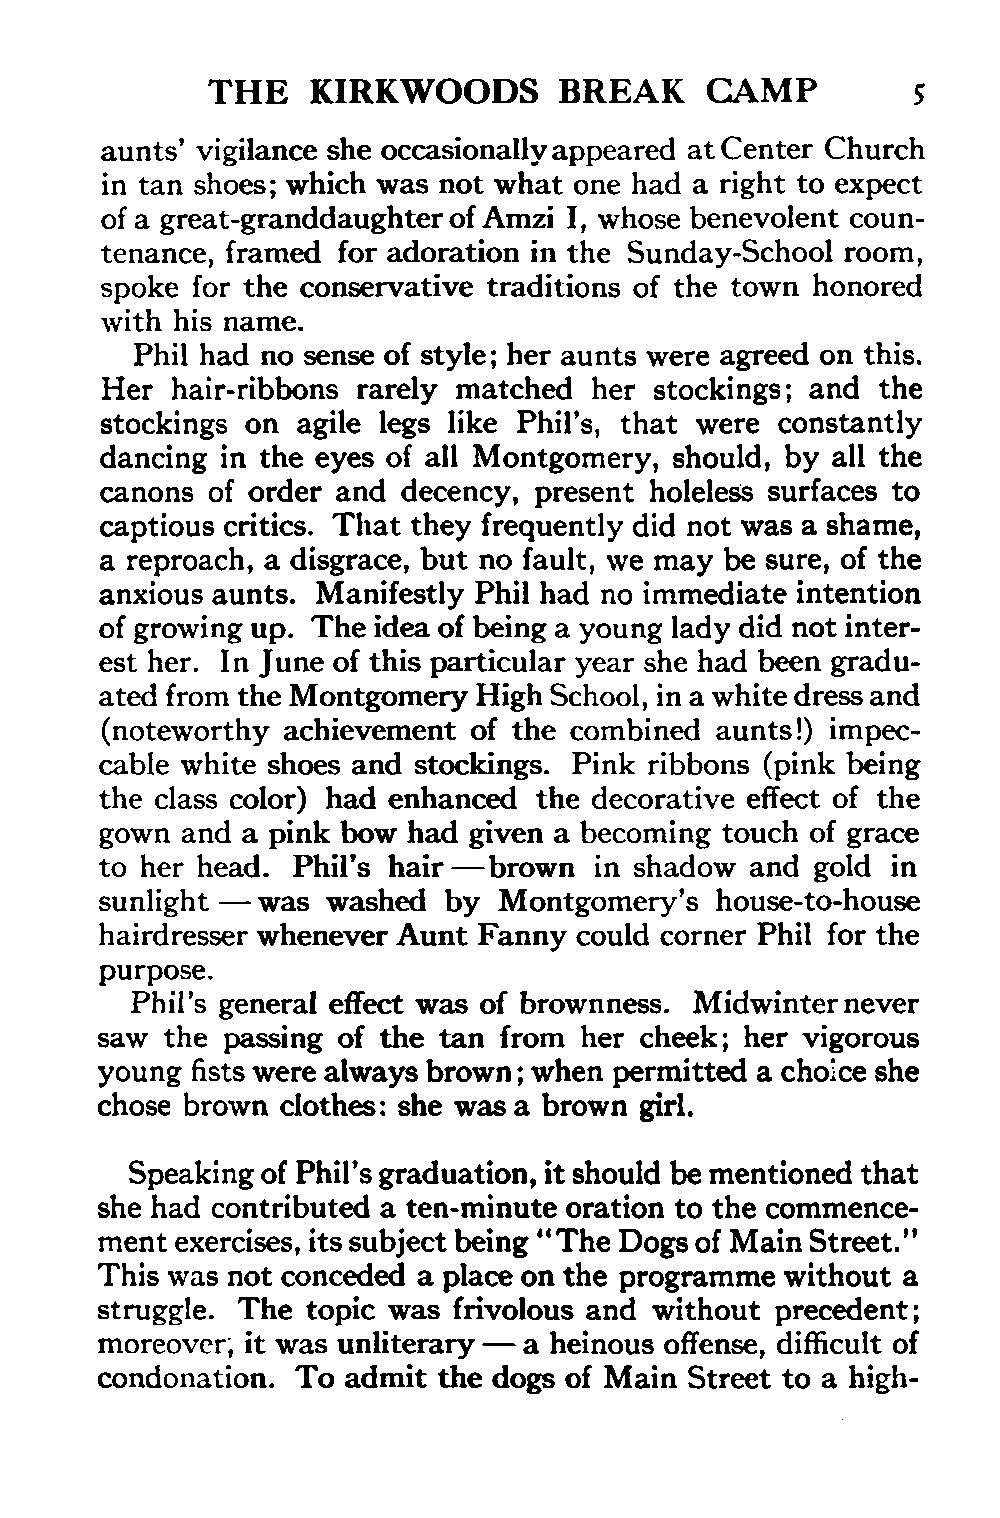 THE KIRKWOODS BREAK CAMP 5
aunts' vigilance she occasionally appeared at Center Church
in tan shoes; which was not what one had a right to expect
of a great-granddaughter of Amzi I, whose benevolent coun-
tenance, framed for adoration in the Sunday-School room,
spoke for the conservative traditions of the town honored
with his name.
Phil had no sense of style; her aunts were agreed on this.
Her hair-ribbons rarely matched her stockings; and the
stockings on agile legs like Phil's, that were constantly
dancing in the eyes of all Montgomery, should, by all the
canons of order and decency, present holeless surfaces to
captious critics. That they frequently did not was a shame,
a reproach, a disgrace, but no fault, we may be sure, of the
anxious aunts. Manifestly Phil had no immediate intention
of growing up. The idea of being a young lady did not inter-
est her. In June of this particular year she had been gradu-
ated from the Montgomery High School, in a white dress and
(noteworthy achievement of the combined aunts!) impec-
cable white shoes and stockings. Pink ribbons (pink being
the class color) had enhanced the decorative effect of the
gown and a pink bow had given a becoming touch of grace
to her head. Phil's hair — brown in shadow and gold in
sunlight — was washed by Montgomery's house-to-house
hairdresser whenever Aunt Fanny could corner Phil for the
purpose.
Phil's general effect was of brownness. Midwinter never
saw the passing of the tan from her cheek; her vigorous
young fists were always brown; when permitted a choice she
chose brown clothes: she was a brown girl.
Speaking of Phil's graduation, it should be mentioned that
she had contributed a ten-minute oration to the commence-
ment exercises, its subject being "The Dogs of Main Street."
This was not conceded a place on the programme without a
struggle. The topic was frivolous and without precedent;
moreover, it was unliterary — a heinous offense, difficult of
condonation. To admit the dogs of Main Street to a high-